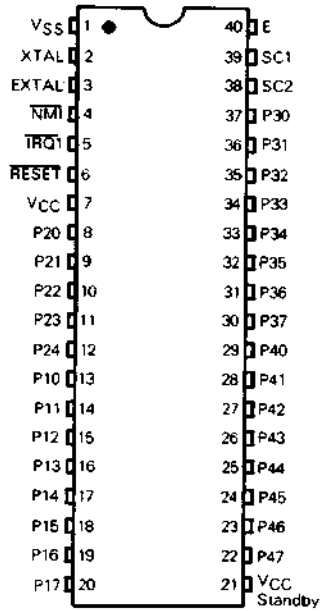 VSS 1 40 E
XTAL 2 39 SC1
EXTAL 3 38 SC2
NMI 4 37 P30
IRQ1 5 36 P31
RESET 6 35 P32
VCC 7 34 P33
P20 8 33 P34
P21 9 32 P35
P22 10 31 P36
P23 11 30 P37
P24 12 29 P40
P10 13 28 P41
P11 14 27 P42
P12 15 26 P43
P13 16 25 P44
P14 17 24 P45
P15 18 23 P46
P16 19 22 P47
P17 20 21 VCC
Standby